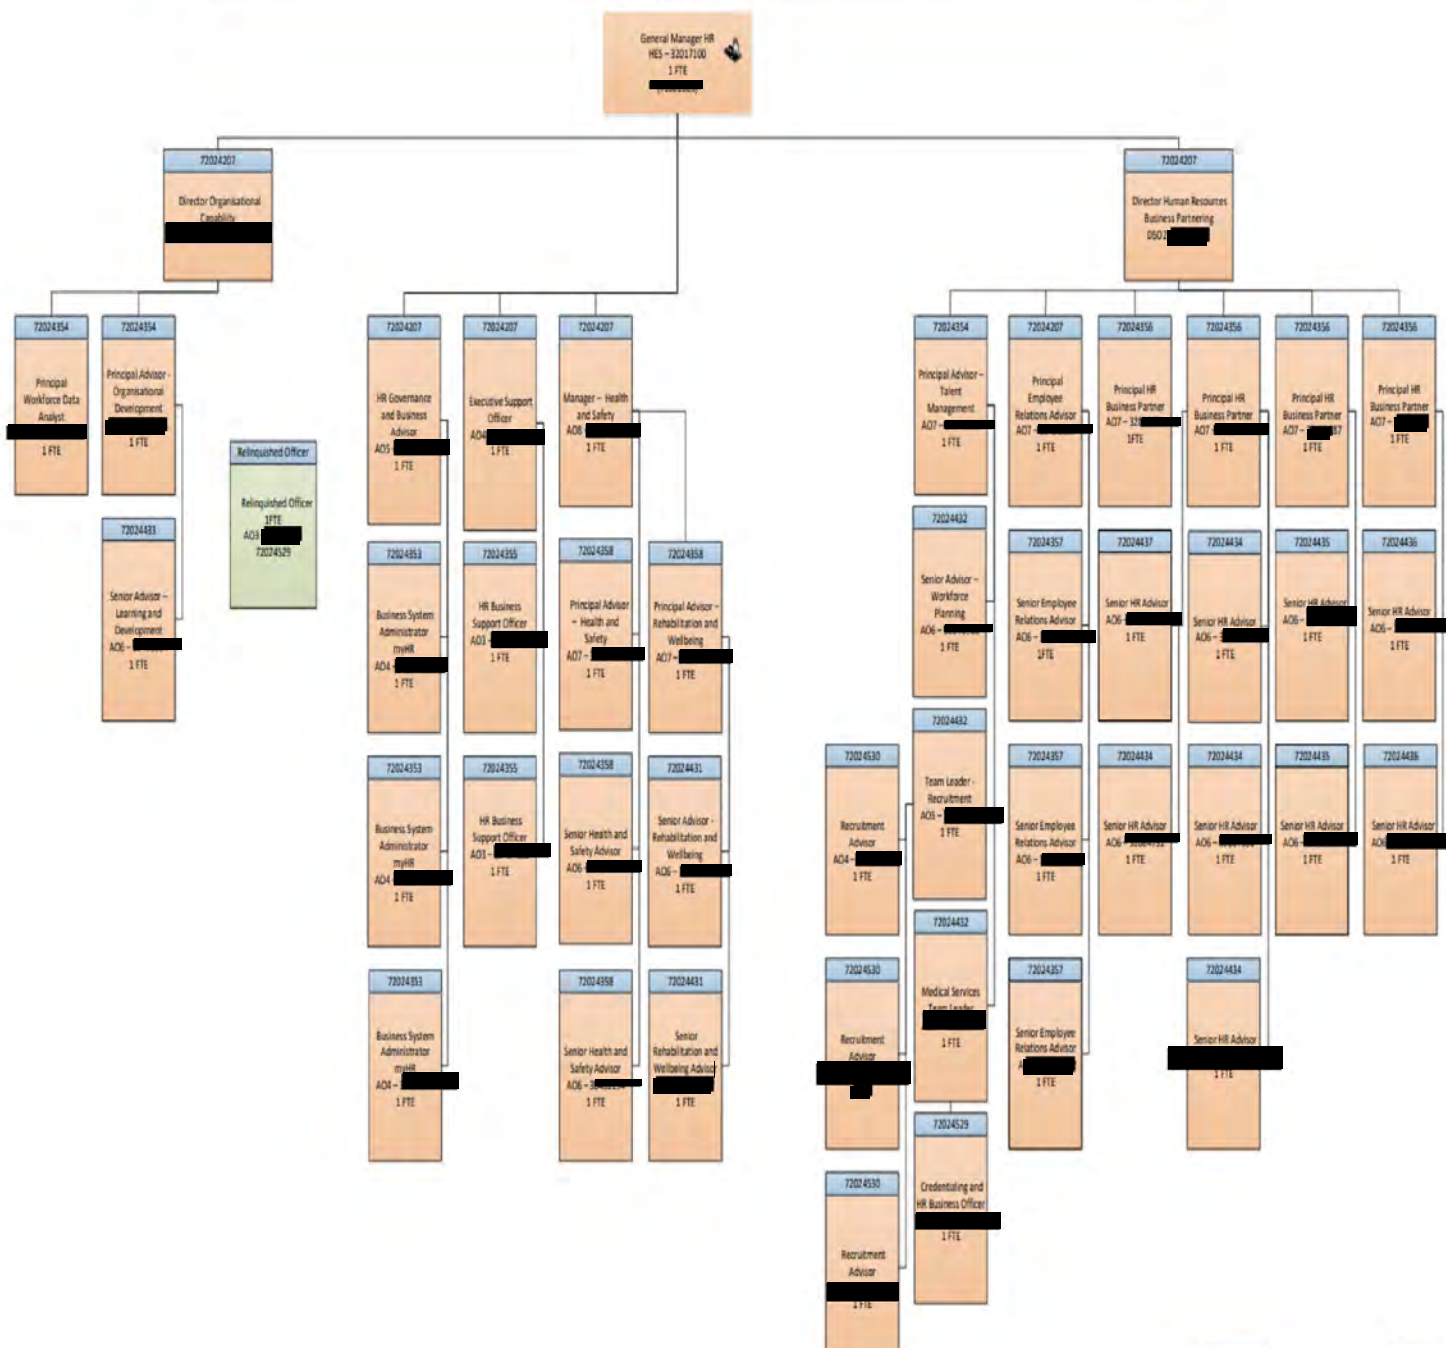 General Manager HR
HES – 32017100
1 FTE
72024207
Director Organisational
Capability
72024207
Director Human Resources
Business Partnering
DSO2
72024354
Principal
Workforce Data
Analyst
1 FTE
72024354
Principal Advisor -
Organisational
Development
1 FTE
72024433
Senior Advisor –
Learning and
Development
AO6 –
1 FTE
Relinquished Officer
Relinquished Officer
1FTE
AO3
72024529
72024207
HR Governance
and Business
Advisor
AO5
1 FTE
72024353
Business System
Administrator
myHR
AO4
1 FTE
72024353
Business System
Administrator
myHR
AO4
1 FTE
72024353
Business System
Administrator
myHR
AO4 –
1 FTE
72024207
Executive Support
Officer
AO4
1 FTE
72024355
HR Business
Support Officer
AO3 –
1 FTE
72024355
HR Business
Support Officer
AO3 –
1 FTE
72024207
Manager – Health
and Safety
AO8
1 FTE
72024358
Principal Advisor
– Health and
Safety
AO7 –
1 FTE
72024358
Senior Health and
Safety Advisor
AO6
1 FTE
72024358
Senior Health and
Safety Advisor
AO6 –
1 FTE
72024358
Principal Advisor –
Rehabilitation and
Wellbeing
AO7 –
1 FTE
72024431
Senior Advisor -
Rehabilitation and
Wellbeing
AO6 –
1 FTE
72024431
Senior
Rehabilitation and
Wellbeing Advisor
1 FTE
72024530
Recruitment
Advisor
AO4 –
1 FTE
72024530
Recruitment
Advisor
72024530
Recruitment
Advisor
1 FTE
72024354
Principal Advisor –
Talent
Management
AO7 –
1 FTE
72024432
Senior Advisor –
Workforce
Planning
AO6 –
1 FTE
72024432
Team Leader -
Recruitment
AO5 –
1 FTE
72024432
Medical Services
Team Leader
1 FTE
72024529
Credentialing and
HR Business Officer
1 FTE
72024207
Principal
Employee
Relations Advisor
AO7 –
1 FTE
72024357
Senior Employee
Relations Advisor
AO6 –
1FTE
72024357
Senior Employee
Relations Advisor
AO6 –
1 FTE
72024357
Senior Employee
Relations Advisor
1 FTE
72024356
Principal HR
Business Partner
AO7 – 32
1FTE
72024437
Senior HR Advisor
AO6 –
1 FTE
72024434
Senior HR Advisor
AO6 –
1 FTE
72024356
Principal HR
Business Partner
AO7
1 FTE
72024434
Senior HR Advisor
AO6 –
1 FTE
72024434
Senior HR Advisor
AO6 –
1 FTE
72024434
Senior HR Advisor
1 FTE
72024356
Principal HR
Business Partner
AO7 –
1 FTE
72024435
Senior HR Advisor
AO6 –
1 FTE
72024435
Senior HR Advisor
AO6 –
1 FTE
72024356
Principal HR
Business Partner
AO7 –
1 FTE
72024436
Senior HR Advisor
AO6 –
1 FTE
72024436
Senior HR Advisor
AO6
1 FTE